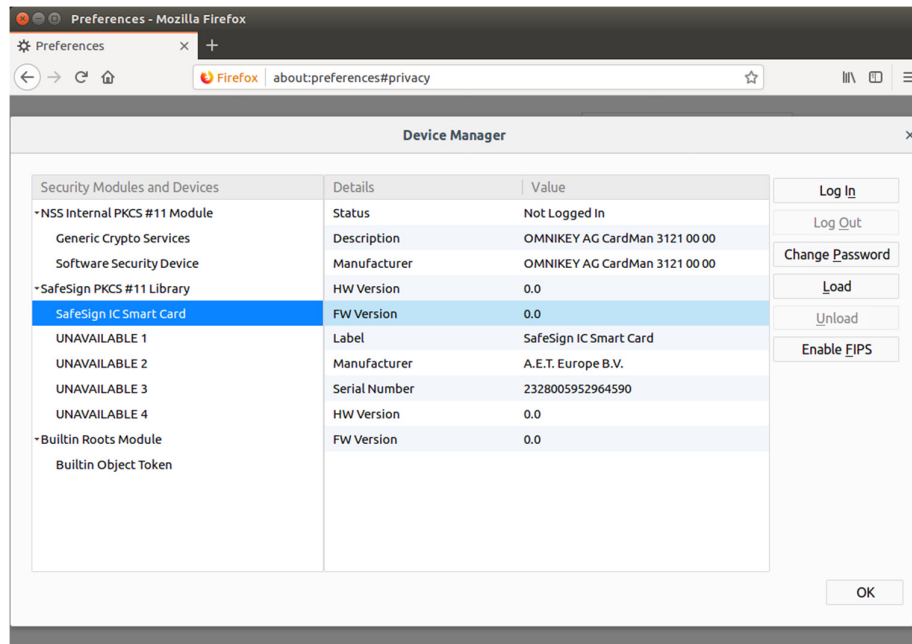 Preferences - Mozilla Firefox
Preferences
Firefox about:preferences#privacy
Device Manager
Security Modules and Devices Details Value
NSS Internal PKCS #11 Module Status Not Logged In
Generic Crypto Services Description OMNIKEY AG CardMan 3121 00 00
Software Security Device Manufacturer OMNIKEY AG CardMan 3121 00 00
SafeSign PKCS #11 Library HW Version 0.0
SafeSign IC Smart Card FW Version 0.0
UNAVAILABLE 1 Label SafeSign IC Smart Card
UNAVAILABLE 2 Manufacturer A.E.T. Europe B.V.
UNAVAILABLE 3 Serial Number 2328005952964590
UNAVAILABLE 4 HW Version 0.0
Builtin Roots Module FW Version 0.0
Builtin Object Token
Log In
Log Out
Change Password
Load
Unload
Enable FIPS
OK